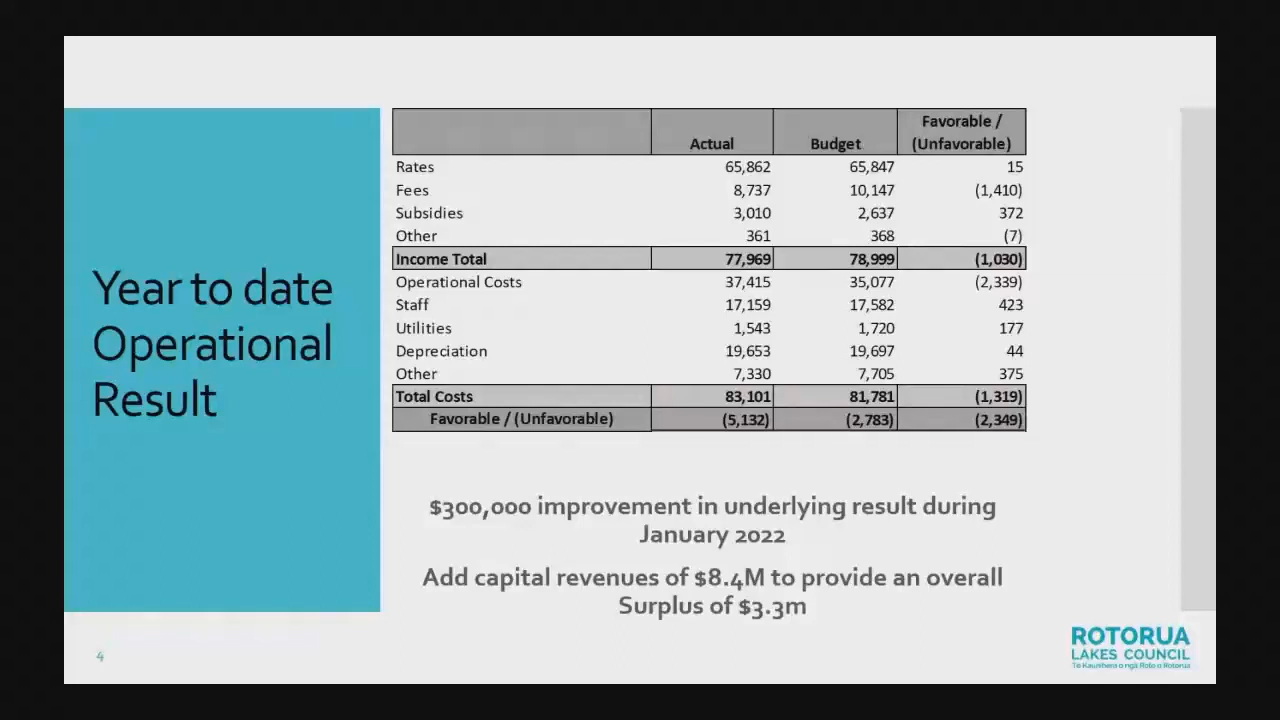 Year to date
Operational
Result
Favorable /
Actual Budget (Unfavorable)
Rates 65,862 65,847 15
Fees 8,737 10,147 (1,410)
Subsidies 3,010 2,637 372
Other 361 368 (7)
Income Total 77,969 78,999 (1,030)
Operational Costs 37,415 35,077 (2,339)
Staff 17,159 17,582 423
Utilities 1,543 1,720 177
Depreciation 19,653 19,697 44
Other 7,330 7,705 375
Total Costs 83,101 81,781 (1,319)
Favorable / (Unfavorable) (5,132) (2,783) (2,349)
$300,000 improvement in underlying result during
January 2022
Add capital revenues of $8.4M to provide an overall
Surplus of $3.3m
4
ROTORUA
LAKES COUNCIL
Te Kaunihera o ngā Roto o Rotorua